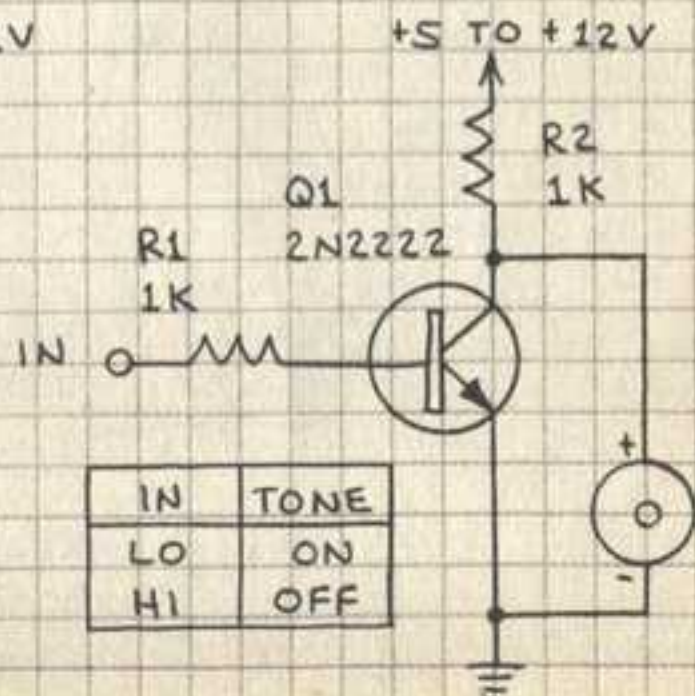 +5 TO +12V
R2
1K
Q1
2N2222
R1
1K
IN
+
-
IN TONE
LO ON
HI OFF